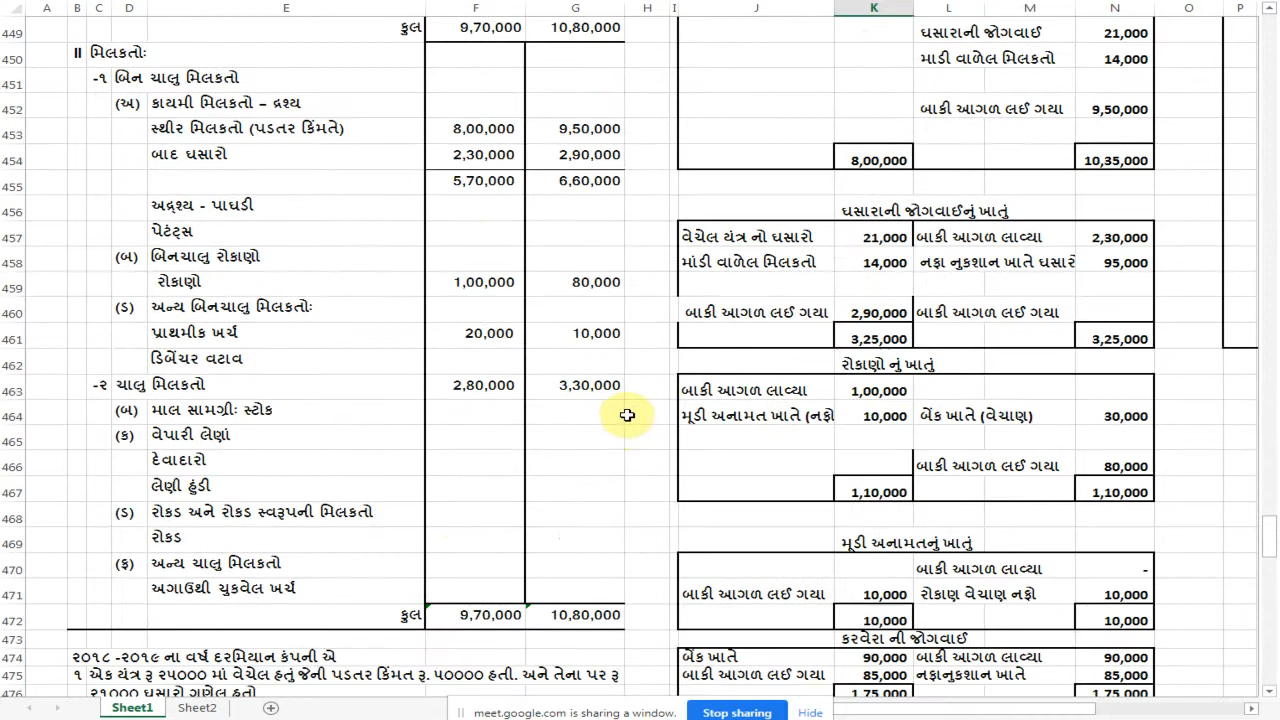 A B C D E F G H I J K L M N O P
449 કુલ 9,70,000 10,80,000 ઘસારાની જોગવાઈ 21,000
450 II મિલકતોઃ માડી વાળેલ મિલકતો 14,000
451 -૧ બિન ચાલુ મિલકતો
452 (અ) કાયમી મિલકતો – દ્રશ્ય બાકી આગળ લઈ ગયા 9,50,000
453 સ્થીર મિલકતો (પડતર કિંમતે) 8,00,000 9,50,000
454 બાદ ઘસારો 2,30,000 2,90,000 8,00,000 10,35,000
455 5,70,000 6,60,000
456 અદ્રશ્ય - પાઘડી ઘસારાની જોગવાઈનું ખાતું
457 પેટંટ્સ વેચેલ યંત્ર નો ઘસારો 21,000 બાકી આગળ લાવ્યા 2,30,000
458 (બ) બિનચાલુ રોકાણો માંડી વાળેલ મિલકતો 14,000 નફા નુકશાન ખાતે ઘસારો 95,000
459 રોકાણો 1,00,000 80,000
460 (ડ) અન્ય બિનચાલુ મિલકતોઃ બાકી આગળ લઈ ગયા 2,90,000 બાકી આગળ લઈ ગયા
461 પ્રાથમીક ખર્ચ 20,000 10,000 3,25,000 3,25,000
462 ડિબેંચર વટાવ રોકાણો નું ખાતું
463 -૨ ચાલુ મિલકતો 2,80,000 3,30,000 બાકી આગળ લાવ્યા 1,00,000
464 (બ) માલ સામગ્રીઃ સ્ટોક મૂડી અનામત ખાતે (નફો 10,000 બેંક ખાતે (વેચાણ) 30,000
465 (ક) વેપારી લેણાં
466 દેવાદારો બાકી આગળ લઈ ગયા 80,000
467 લેણી હુંડી 1,10,000 1,10,000
468 (ડ) રોકડ અને રોકડ સ્વરૂપની મિલકતો
469 રોકડ મૂડી અનામતનું ખાતું
470 (ફ) અન્ય ચાલુ મિલકતો બાકી આગળ લાવ્યા -
471 અગાઉથી ચુકવેલ ખર્ચ બાકી આગળ લઈ ગયા 10,000 રોકાણ વેચાણ નફો 10,000
472 કુલ 9,70,000 10,80,000 10,000 10,000
473 કરવેરા ની જોગવાઈ
474 ૨૦૧૮ -૨૦૧૯ ના વર્ષ દરમિયાન કંપની એ બેંક ખાતે 90,000 બાકી આગળ લાવ્યા 90,000
475 ૧ એક યંત્ર રૂ ૨૫૦૦૦ માં વેચેલ હતું જેની પડતર કિંમત રૂ. ૫૦૦૦૦ હતી. અને તેના પર રૂ બાકી આગળ લઈ ગયા 85,000 નફાનુકશાન ખાતે 85,000
476 ૨૧૦૦૦ ઘસારો ગણેલ હતો 1,75,000 1,75,000
Sheet1 Sheet2
meet.google.com is sharing a window. Stop sharing Hide